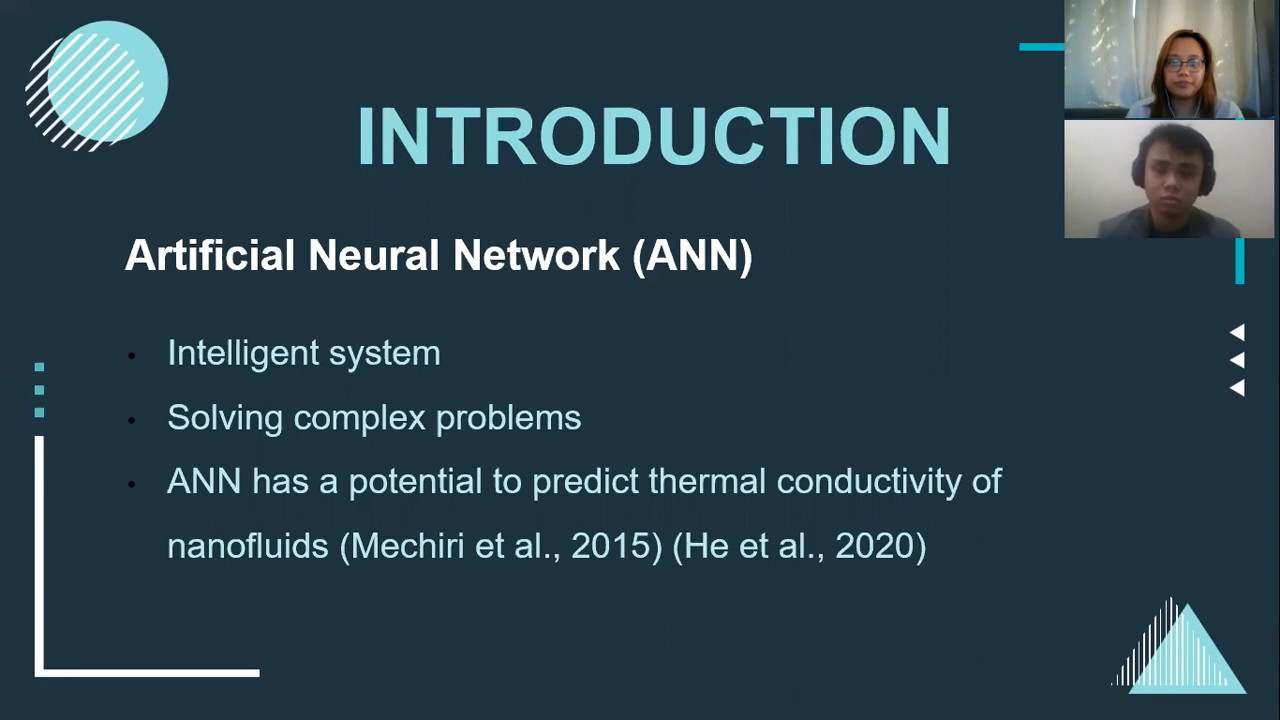 INTRODUCTION
Artificial Neural Network (ANN)
• Intelligent system
• Solving complex problems
• ANN has a potential to predict thermal conductivity of
nanofluids (Mechiri et al., 2015) (He et al., 2020)